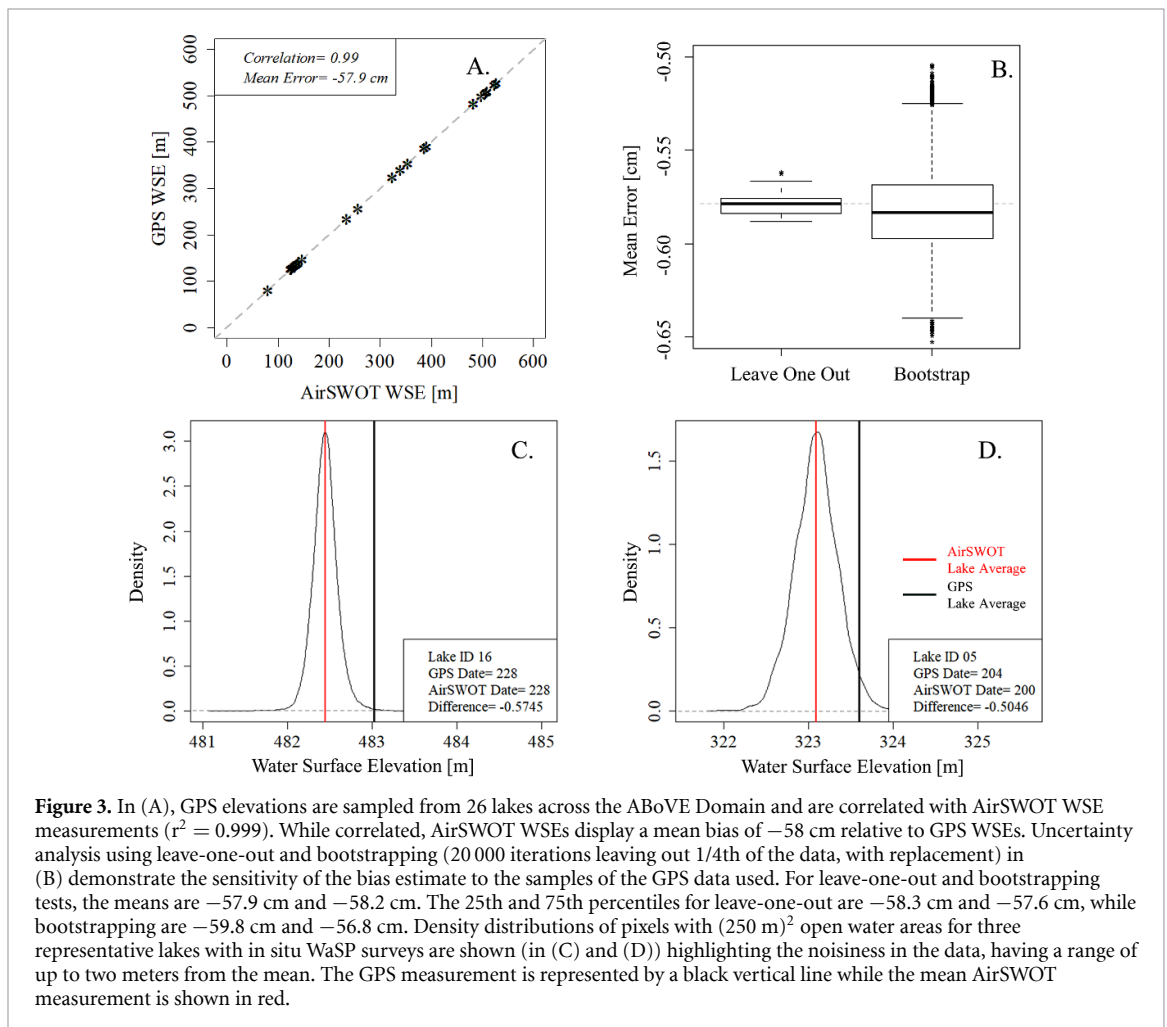 Correlation= 0.99
Mean Error= -57.9 cm
A.
GPS WSE [m]
600
500
400
300
200
100
0
0 100 200 300 400 500 600
AirSWOT WSE [m]
B.
Mean Error [cm]
-0.50
-0.55
-0.60
-0.65
Leave One Out Bootstrap
C.
Density
3.0
2.5
2.0
1.5
1.0
0.5
0.0
Lake ID 16
GPS Date= 228
AirSWOT Date= 228
Difference= -0.5745
481 482 483 484 485
Water Surface Elevation [m]
D.
Density
1.5
1.0
0.5
0.0
AirSWOT
Lake Average
GPS
Lake Average
Lake ID 05
GPS Date= 204
AirSWOT Date= 200
Difference= -0.5046
322 323 324 325
Water Surface Elevation [m]
Figure 3. In (A), GPS elevations are sampled from 26 lakes across the ABoVE Domain and are correlated with AirSWOT WSE
measurements (r² = 0.999). While correlated, AirSWOT WSEs display a mean bias of −58 cm relative to GPS WSEs. Uncertainty
analysis using leave-one-out and bootstrapping (20 000 iterations leaving out 1/4th of the data, with replacement) in
(B) demonstrate the sensitivity of the bias estimate to the samples of the GPS data used. For leave-one-out and bootstrapping
tests, the means are −57.9 cm and −58.2 cm. The 25th and 75th percentiles for leave-one-out are −58.3 cm and −57.6 cm, while
bootstrapping are −59.8 cm and −56.8 cm. Density distributions of pixels with (250 m)² open water areas for three
representative lakes with in situ WaSP surveys are shown (in (C) and (D)) highlighting the noisiness in the data, having a range of
up to two meters from the mean. The GPS measurement is represented by a black vertical line while the mean AirSWOT
measurement is shown in red.